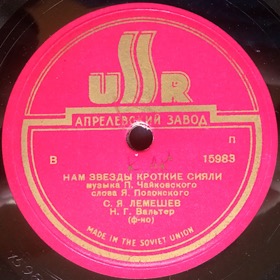 USSR
АПРЕЛЕВСКИЙ ЗАВОД
П
В 15983
НАМ ЗВЕЗДЫ КРОТКИЕ СИЯЛИ
музыка П. Чайковского
слова Я. Полонского
С. Я ЛЕМЕШЕВ
Н. Г. Вальтер
(ф-но)
MADE IN THE SOVIET UNION